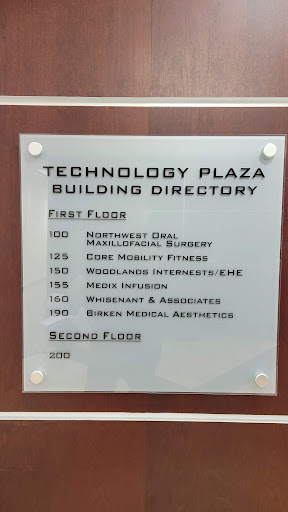 TECHNOLOGY PLAZA
BUILDING DIRECTORY
FIRST FLOOR
100 NORTHWEST ORAL
MAXILLOFACIAL SURGERY
125 CORE MOBILITY FITNESS
150 WOODLANDS INTERNESTS/EHE
155 MEDIX INFUSION
160 WHISENANT & ASSOCIATES
190 BIRKEN MEDICAL AESTHETICS
SECOND FLOOR
200